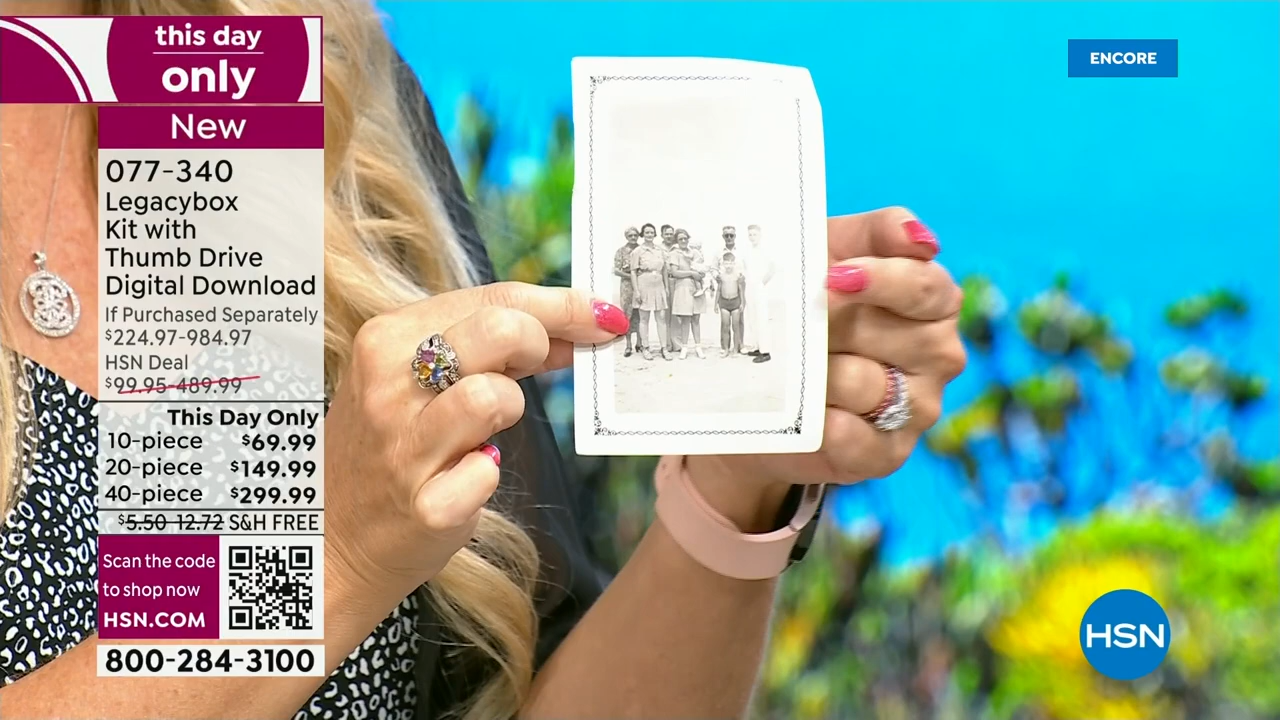 this day
only
New
077-340
Legacybox
Kit with
Thumb Drive
Digital Download
If Purchased Separately
$224.97-984.97
HSN Deal
$99.95-489.99
This Day Only
10-piece $69.99
20-piece $149.99
40-piece $299.99
$5.50-12.72 S&H FREE
Scan the code
to shop now
HSN.COM
800-284-3100
ENCORE
HSN